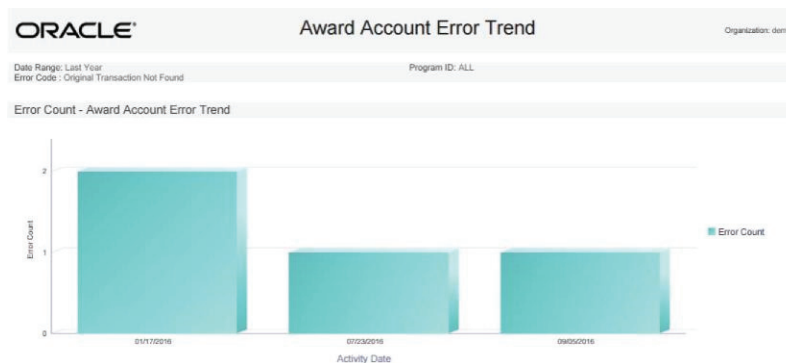 ORACLE®
Award Account Error Trend
Organization: dem
Date Range: Last Year
Program ID: ALL
Error Code : Original Transaction Not Found
Error Count - Award Account Error Trend
2
Error Count
1
0
Error Count
01/17/2016
07/23/2016
09/05/2016
Activity Date